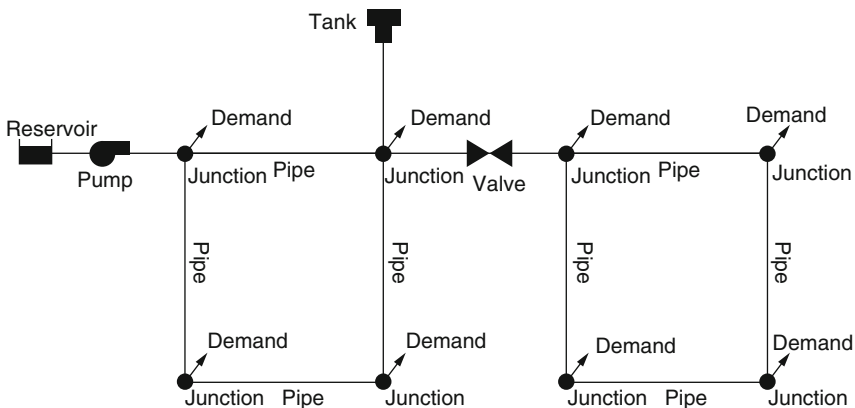 Tank
Demand Demand Demand Demand
Reservoir
Pump Junction Pipe Junction Valve Junction Pipe Junction
Pipe Pipe Pipe Pipe
Demand Demand Demand Demand
Junction Pipe Junction Junction Pipe Junction